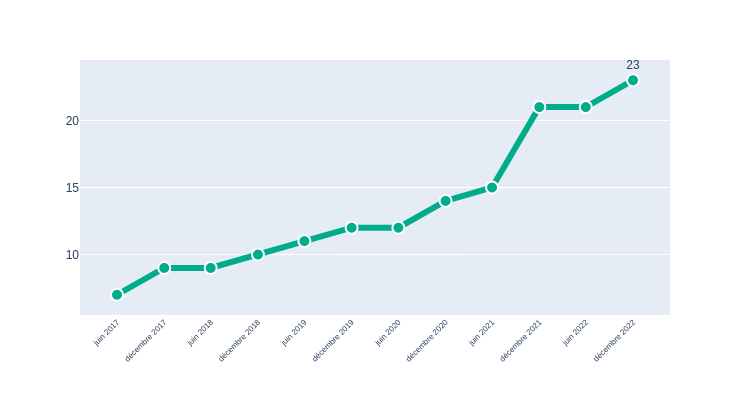 23
20
15
10
juin 2017
décembre 2017
juin 2018
décembre 2018
juin 2019
décembre 2019
juin 2020
décembre 2020
juin 2021
décembre 2021
juin 2022
décembre 2022